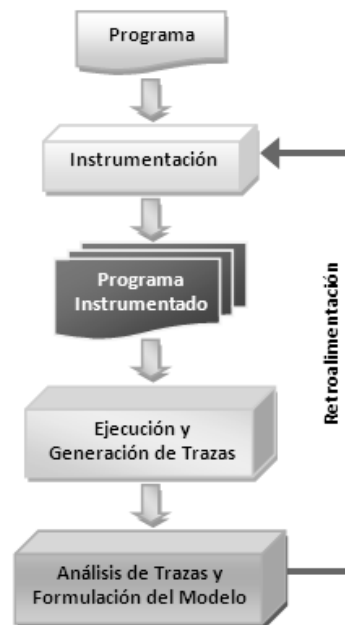 Programa
Instrumentación
Programa
Instrumentado
Retroalimentación
Ejecución y
Generación de Trazas
Análisis de Trazas y
Formulación del Modelo